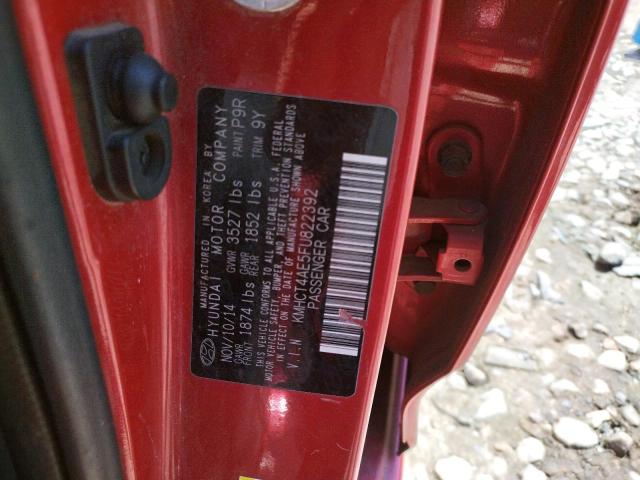 MANUFACTURED IN KOREA BY
HYUNDAI MOTOR COMPANY
NOV/10/14 GVWR 3527 lbs PAINT P9R
GAWR FRONT 1874 lbs GAWR REAR 1852 lbs TRIM 9Y
THIS VEHICLE CONFORMS TO ALL APPLICABLE U.S.A. FEDERAL
MOTOR VEHICLE SAFETY, BUMPER, AND THEFT PREVENTION STANDARDS
IN EFFECT ON THE DATE OF MANUFACTURE SHOWN ABOVE
V.I.N KMHCT4AE5FU822392
PASSENGER CAR